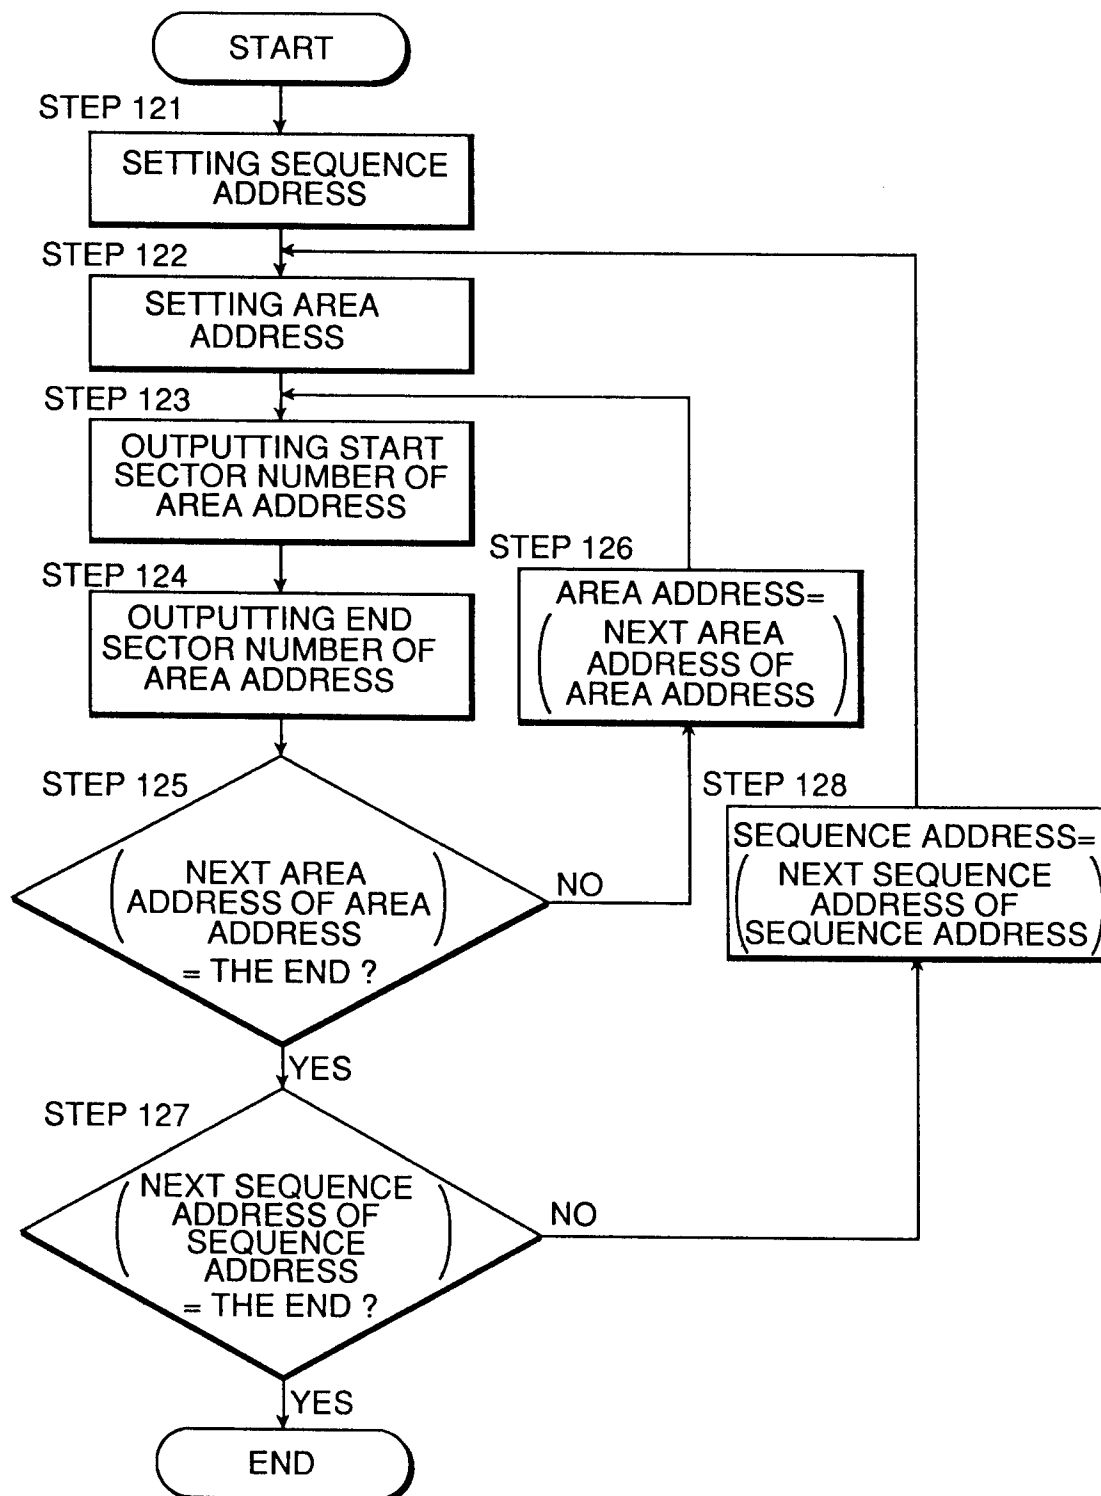 START
STEP 121
SETTING SEQUENCE
ADDRESS
STEP 122
SETTING AREA
ADDRESS
STEP 123
OUTPUTTING START
SECTOR NUMBER OF
AREA ADDRESS
STEP 124
OUTPUTTING END
SECTOR NUMBER OF
AREA ADDRESS
STEP 126
AREA ADDRESS=
( NEXT AREA
ADDRESS OF
AREA ADDRESS )
STEP 125
( NEXT AREA
ADDRESS OF AREA
ADDRESS )
= THE END ?
NO
YES
STEP 128
SEQUENCE ADDRESS=
( NEXT SEQUENCE
ADDRESS OF
SEQUENCE ADDRESS )
STEP 127
( NEXT SEQUENCE
ADDRESS OF
SEQUENCE
ADDRESS )
= THE END ?
NO
YES
END